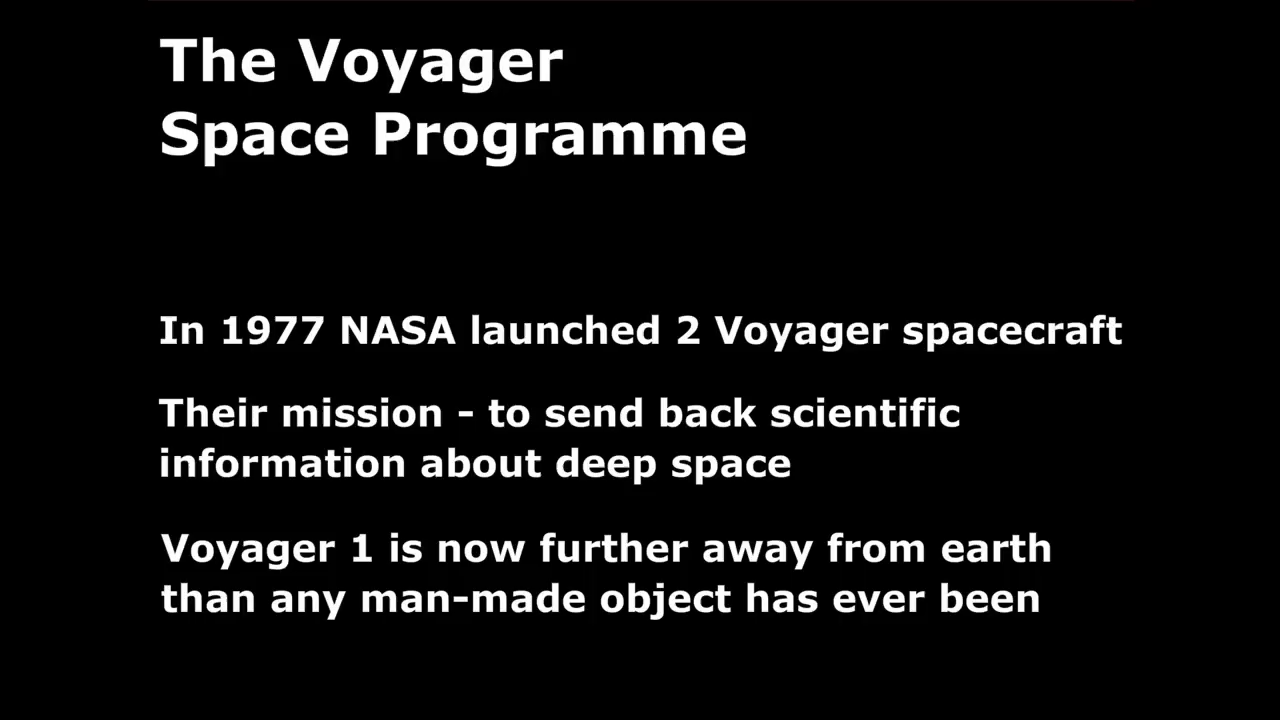 The Voyager
Space Programme
In 1977 NASA launched 2 Voyager spacecraft
Their mission - to send back scientific
information about deep space
Voyager 1 is now further away from earth
than any man-made object has ever been